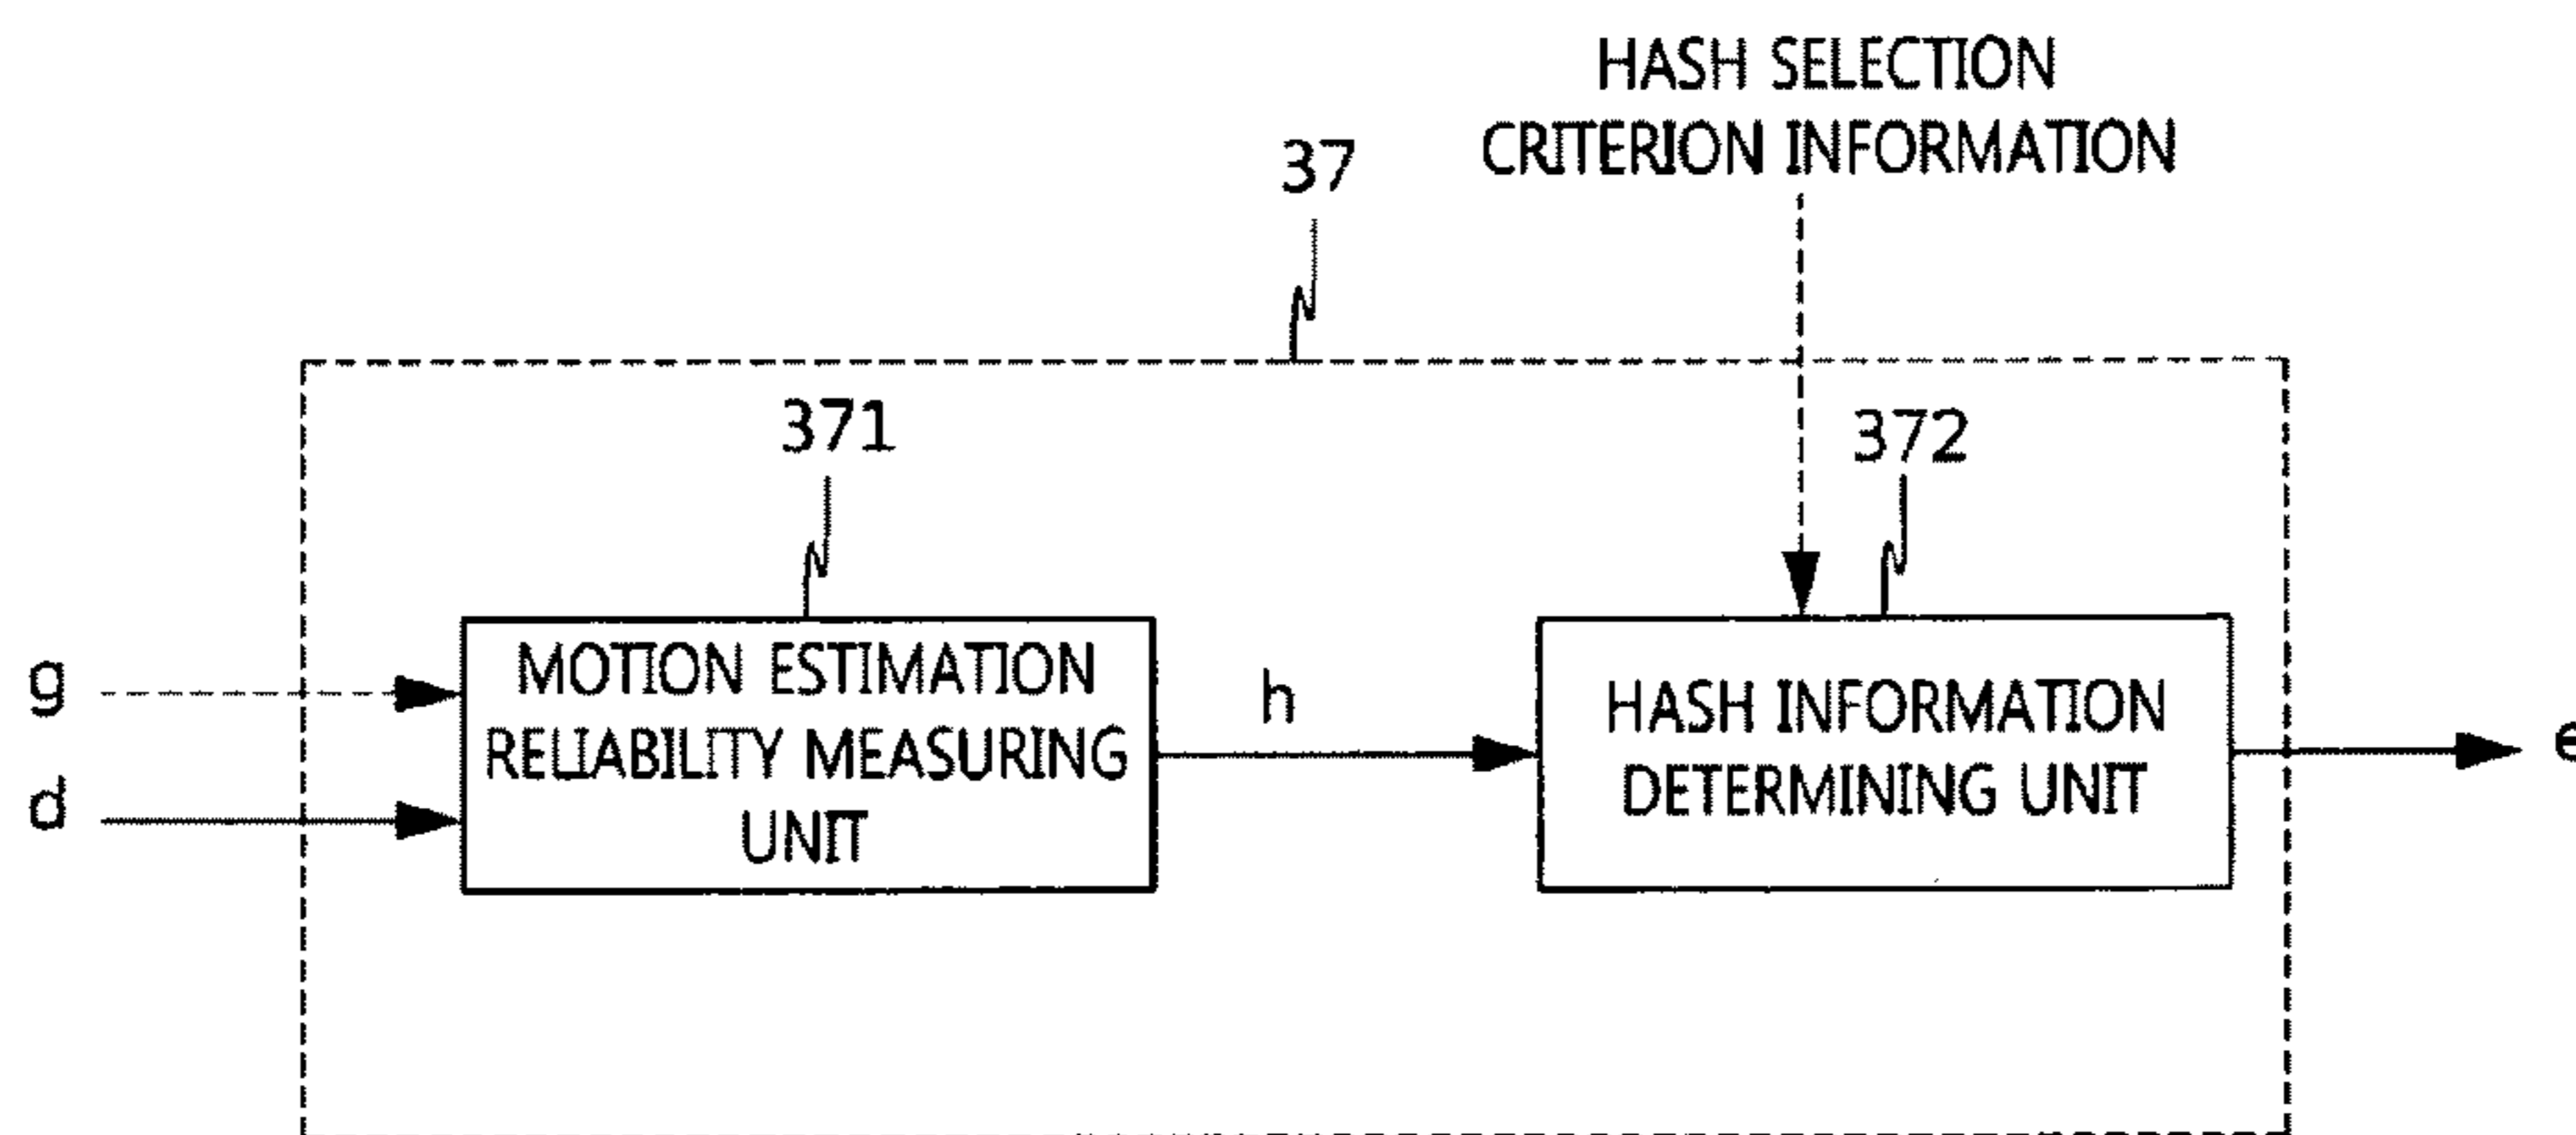 HASH SELECTION
CRITERION INFORMATION
37
371
372
g
d
MOTION ESTIMATION
RELIABILITY MEASURING
UNIT
h
HASH INFORMATION
DETERMINING UNIT
e